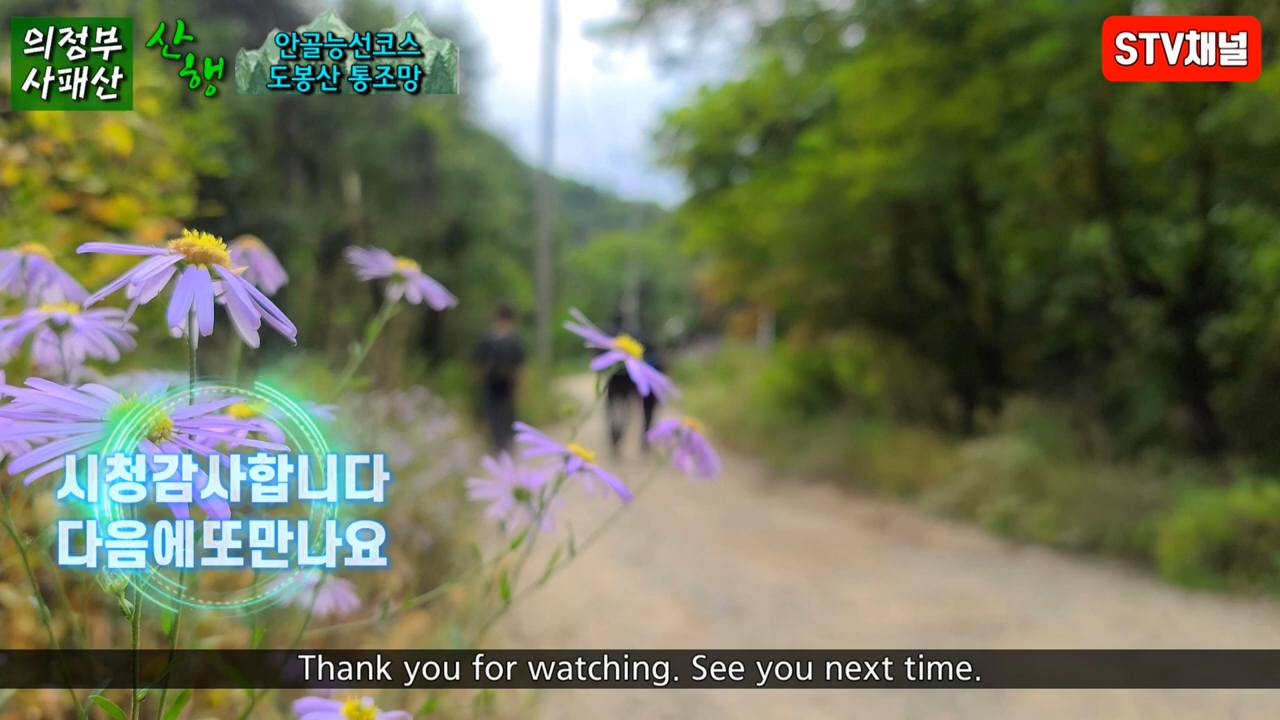 의정부
사패산
산행
안골능선코스
도봉산 통조망
STV채널
시청감사합니다
다음에또만나요
Thank you for watching. See you next time.